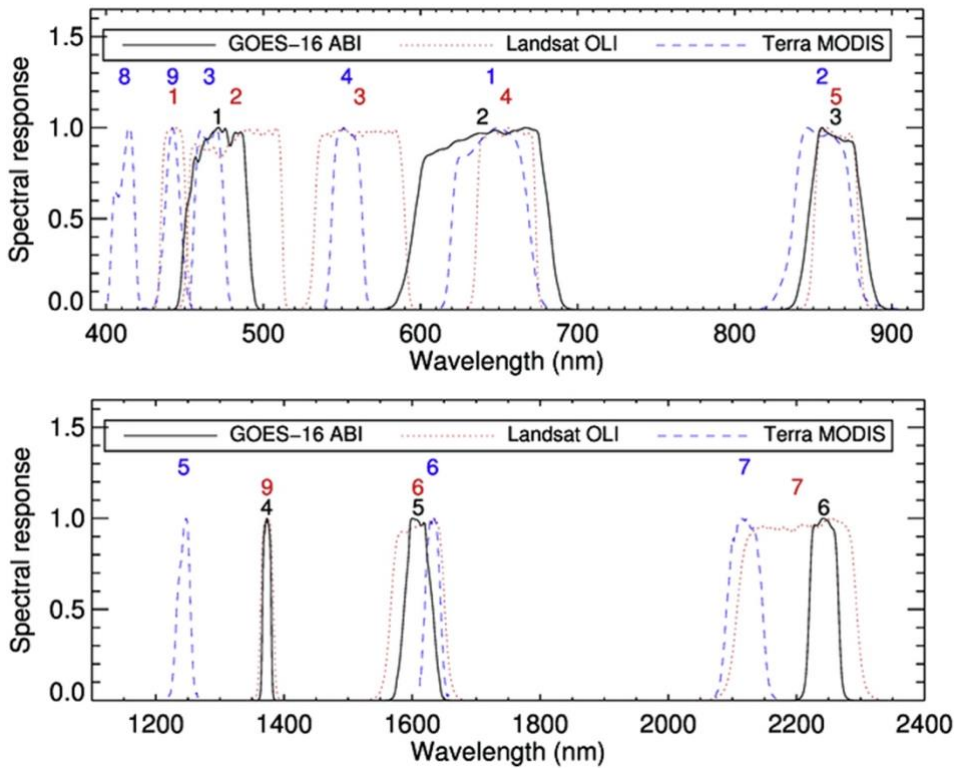 1.5
GOES−16 ABI Landsat OLI Terra MODIS
8 9 3 4 1 2
1 2 3 4 5
1.0 1 2 3
Spectral response
0.5
0.0
400 500 600 700 800 900
Wavelength (nm)
1.5
GOES−16 ABI Landsat OLI Terra MODIS
5 6 7
9 6 7
1.0 4 5 6
Spectral response
0.5
0.0
1200 1400 1600 1800 2000 2200 2400
Wavelength (nm)